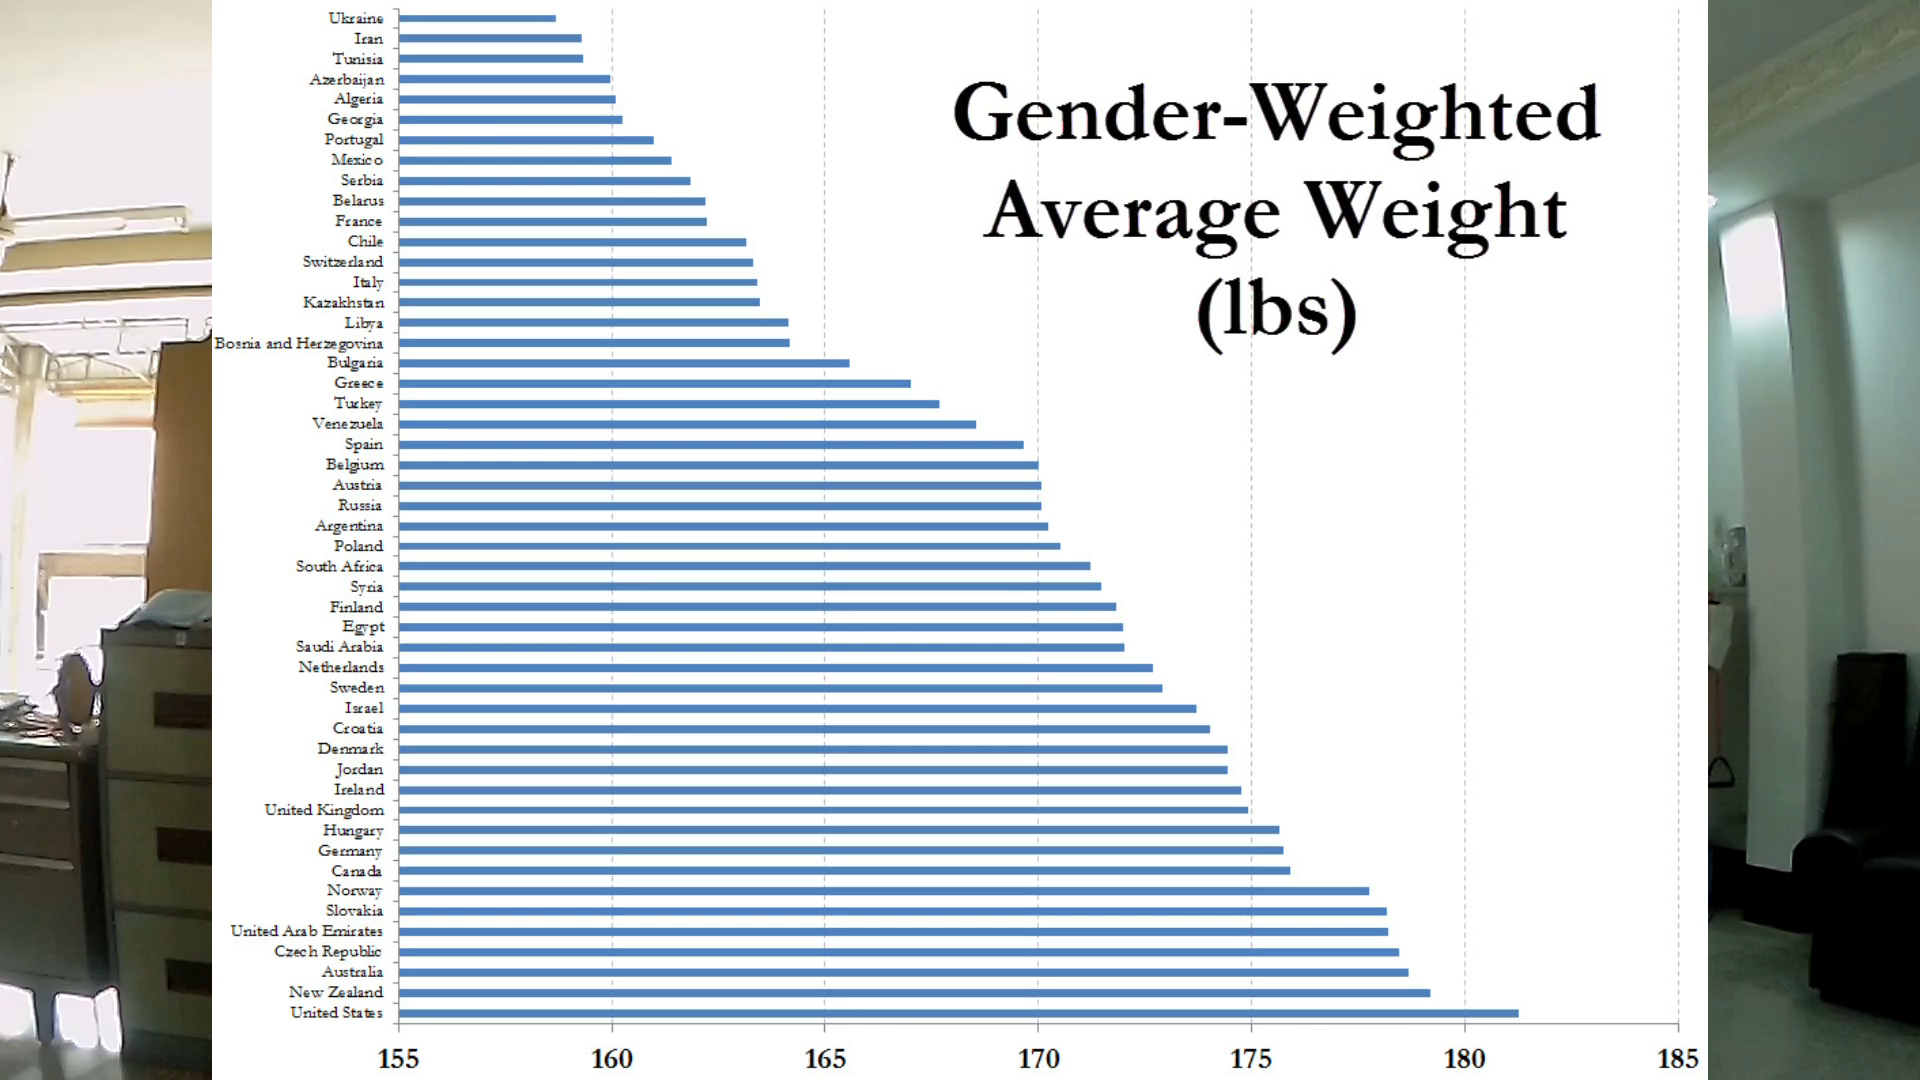 Ukraine
Iran
Tunisia
Azerbaijan
Algeria
Georgia
Portugal
Mexico
Serbia
Belarus
France
Chile
Switzerland
Italy
Kazakhstan
Libya
Bosnia and Herzegovina
Bulgaria
Greece
Turkey
Venezuela
Spain
Belgium
Austria
Russia
Argentina
Poland
South Africa
Syria
Finland
Egypt
Saudi Arabia
Netherlands
Sweden
Israel
Croatia
Denmark
Jordan
Ireland
United Kingdom
Hungary
Germany
Canada
Norway
Slovakia
United Arab Emirates
Czech Republic
Australia
New Zealand
United States
Gender-Weighted
Average Weight
(lbs)
155 160 165 170 175 180 185